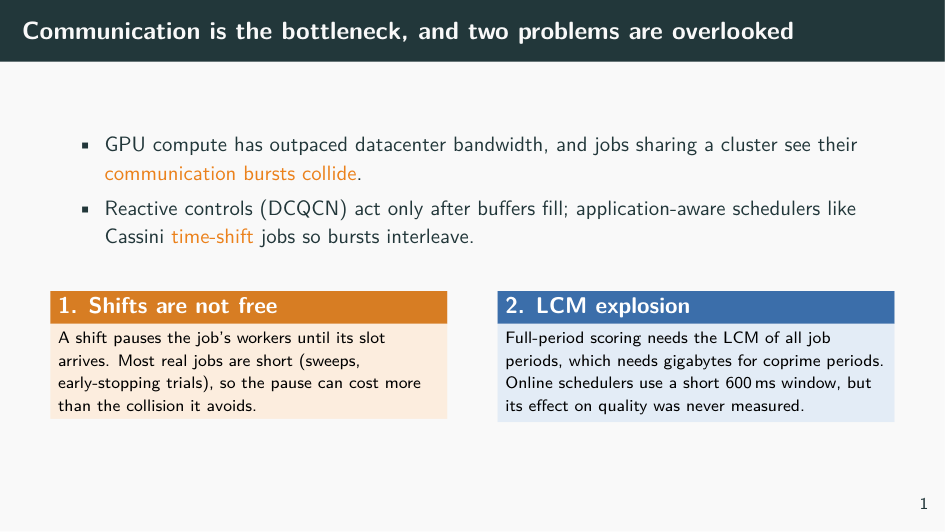 Communication is the bottleneck, and two problems are overlooked
▪ GPU compute has outpaced datacenter bandwidth, and jobs sharing a cluster see their
communication bursts collide.
▪ Reactive controls (DCQCN) act only after buffers fill; application-aware schedulers like
Cassini time-shift jobs so bursts interleave.
1. Shifts are not free
A shift pauses the job's workers until its slot
arrives. Most real jobs are short (sweeps,
early-stopping trials), so the pause can cost more
than the collision it avoids.
2. LCM explosion
Full-period scoring needs the LCM of all job
periods, which needs gigabytes for coprime periods.
Online schedulers use a short 600 ms window, but
its effect on quality was never measured.
1